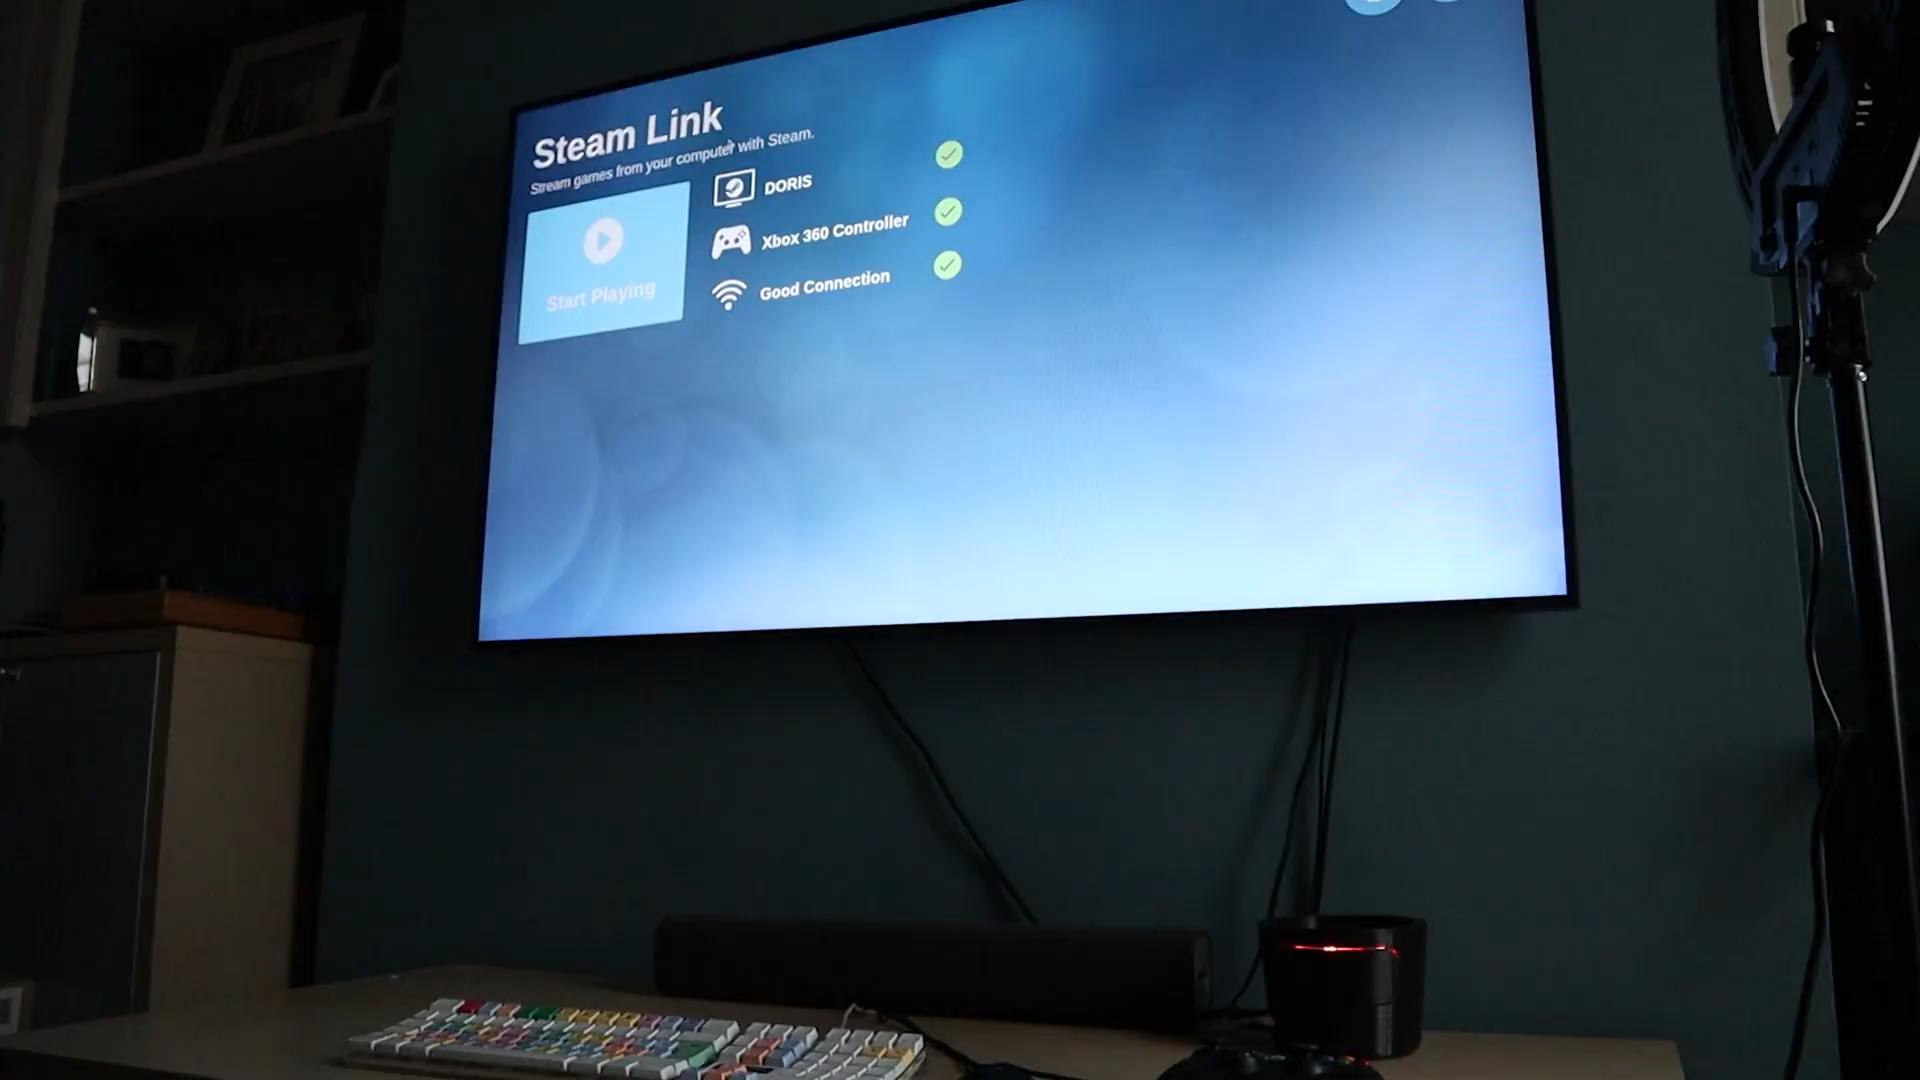 Steam Link
Stream games from your computer with Steam.
DORIS
Xbox 360 Controller
Start Playing
Good Connection